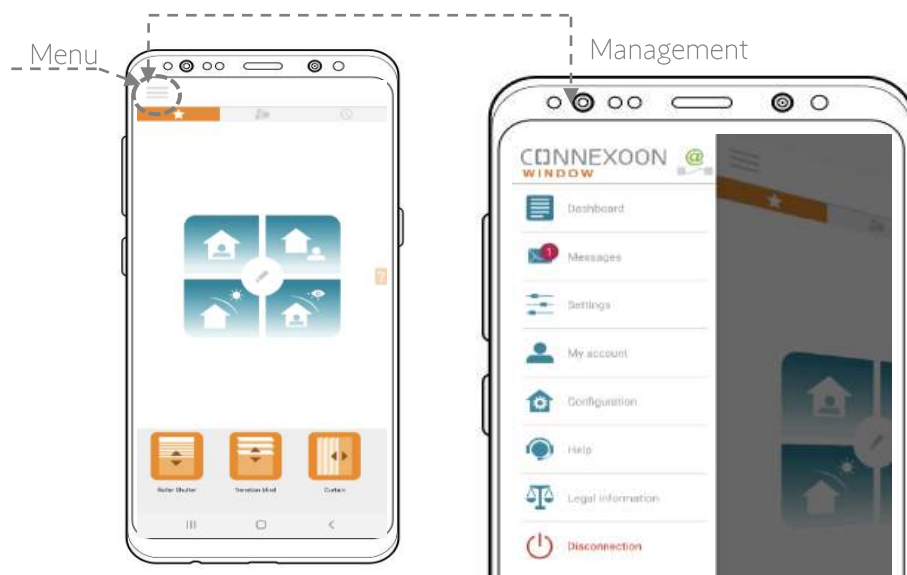 Menu
Management
?
Roller Shutter
Venetian blind
Curtain
CONNEXOON
WINDOW
@
Dashboard
1
Messages
Settings
My account
Configuration
Help
Legal information
Disconnection